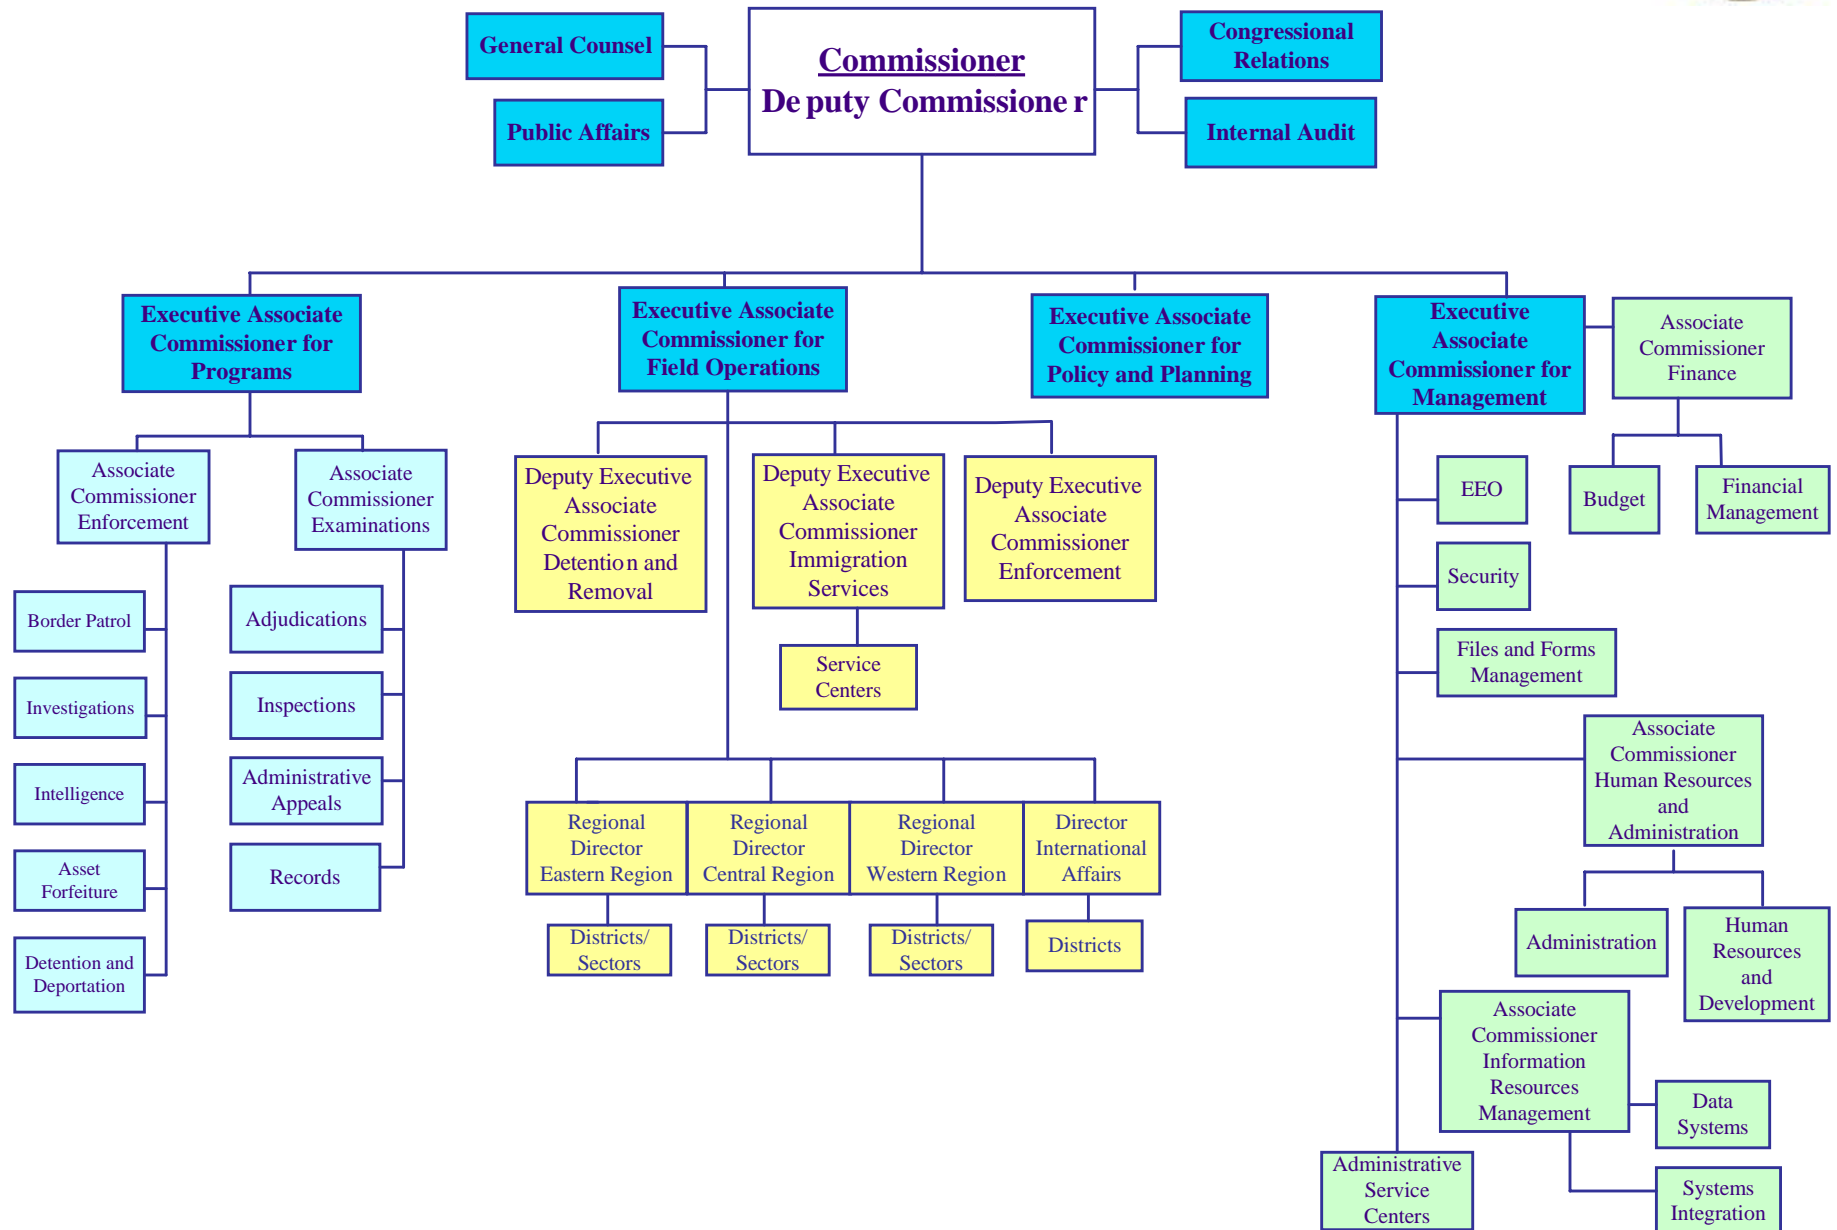 General Counsel
Public Affairs
Commissioner
Deputy Commissioner
Congressional
Relations
Internal Audit
Executive Associate
Commissioner for
Programs
Executive Associate
Commissioner for
Field Operations
Executive Associate
Commissioner for
Policy and Planning
Executive
Associate
Commissioner for
Management
Associate
Commissioner
Finance
Budget
Financial
Management
Associate
Commissioner
Enforcement
Associate
Commissioner
Examinations
Border Patrol
Investigations
Intelligence
Asset
Forfeiture
Detention and
Deportation
Adjudications
Inspections
Administrative
Appeals
Records
Deputy Executive
Associate
Commissioner
Detention and
Removal
Deputy Executive
Associate
Commissioner
Immigration
Services
Deputy Executive
Associate
Commissioner
Enforcement
Service
Centers
Regional
Director
Eastern Region
Regional
Director
Central Region
Regional
Director
Western Region
Director
International
Affairs
Districts/
Sectors
Districts/
Sectors
Districts/
Sectors
Districts
EEO
Security
Files and Forms
Management
Associate
Commissioner
Human Resources
and
Administration
Administration
Human
Resources
and
Development
Associate
Commissioner
Information
Resources
Management
Data
Systems
Systems
Integration
Administrative
Service
Centers